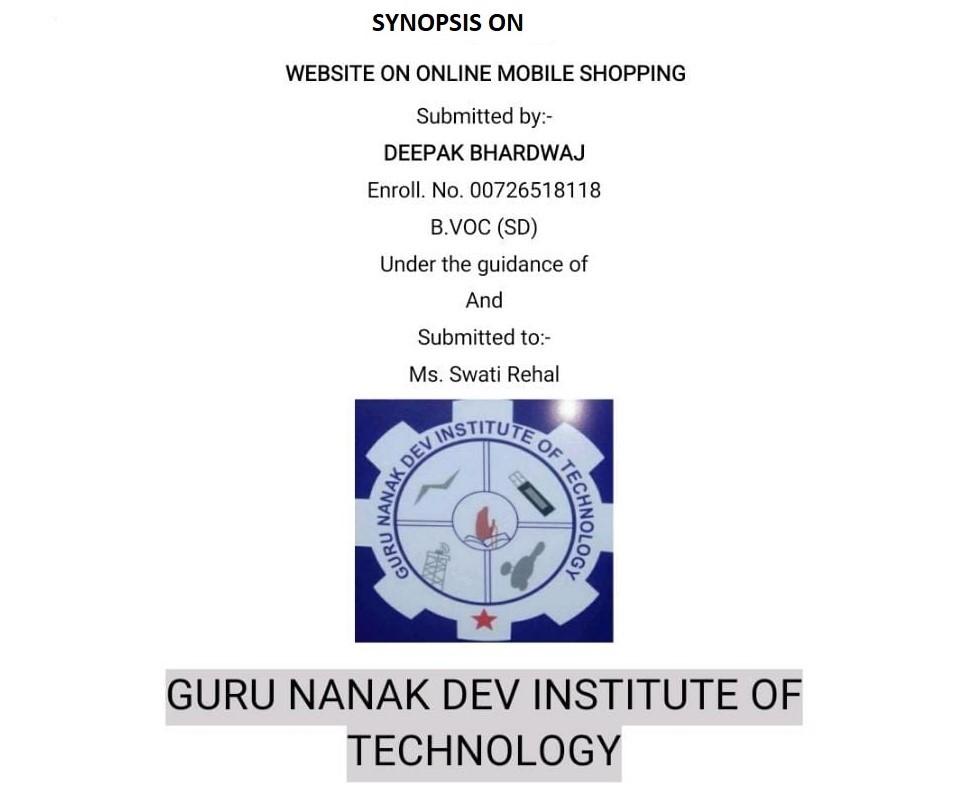 SYNOPSIS ON
WEBSITE ON ONLINE MOBILE SHOPPING
Submitted by:-
DEEPAK BHARDWAJ
Enroll. No. 00726518118
B.VOC (SD)
Under the guidance of
And
Submitted to:-
Ms. Swati Rehal
GURU NANAK DEV INSTITUTE OF TECHNOLOGY
GURU NANAK DEV INSTITUTE OF
TECHNOLOGY